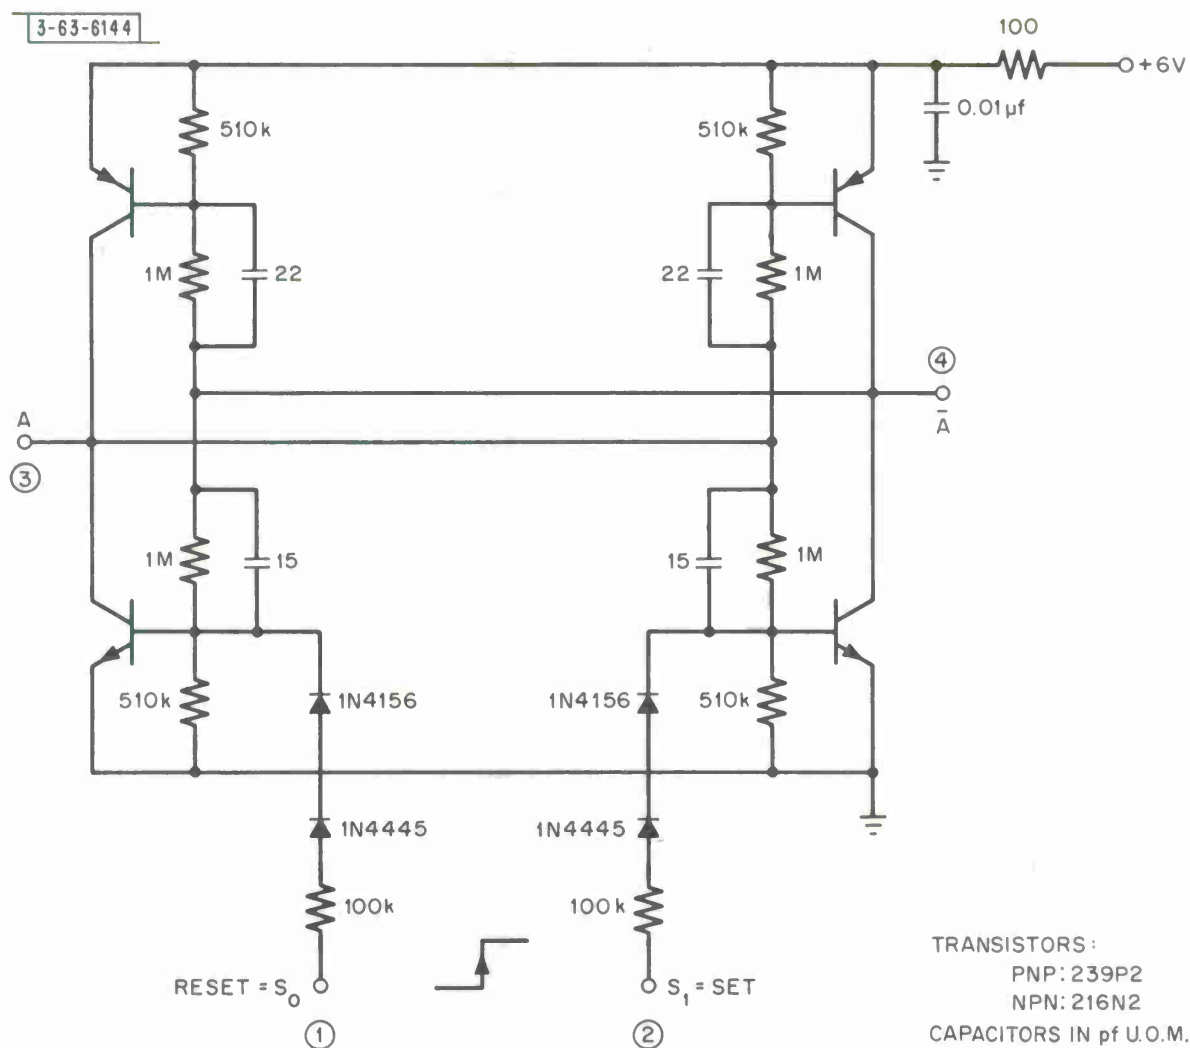 3-63-6144
100
+6V
510k
510k
0.01µf
1M
22
22
1M
④
A
Ā
③
1M
15
15
1M
510k
1N4156
1N4156
510k
1N4445
1N4445
100k
100k
RESET = S₀
S₁ = SET
①
②
TRANSISTORS:
PNP: 239P2
NPN: 216N2
CAPACITORS IN pf U.O.M.